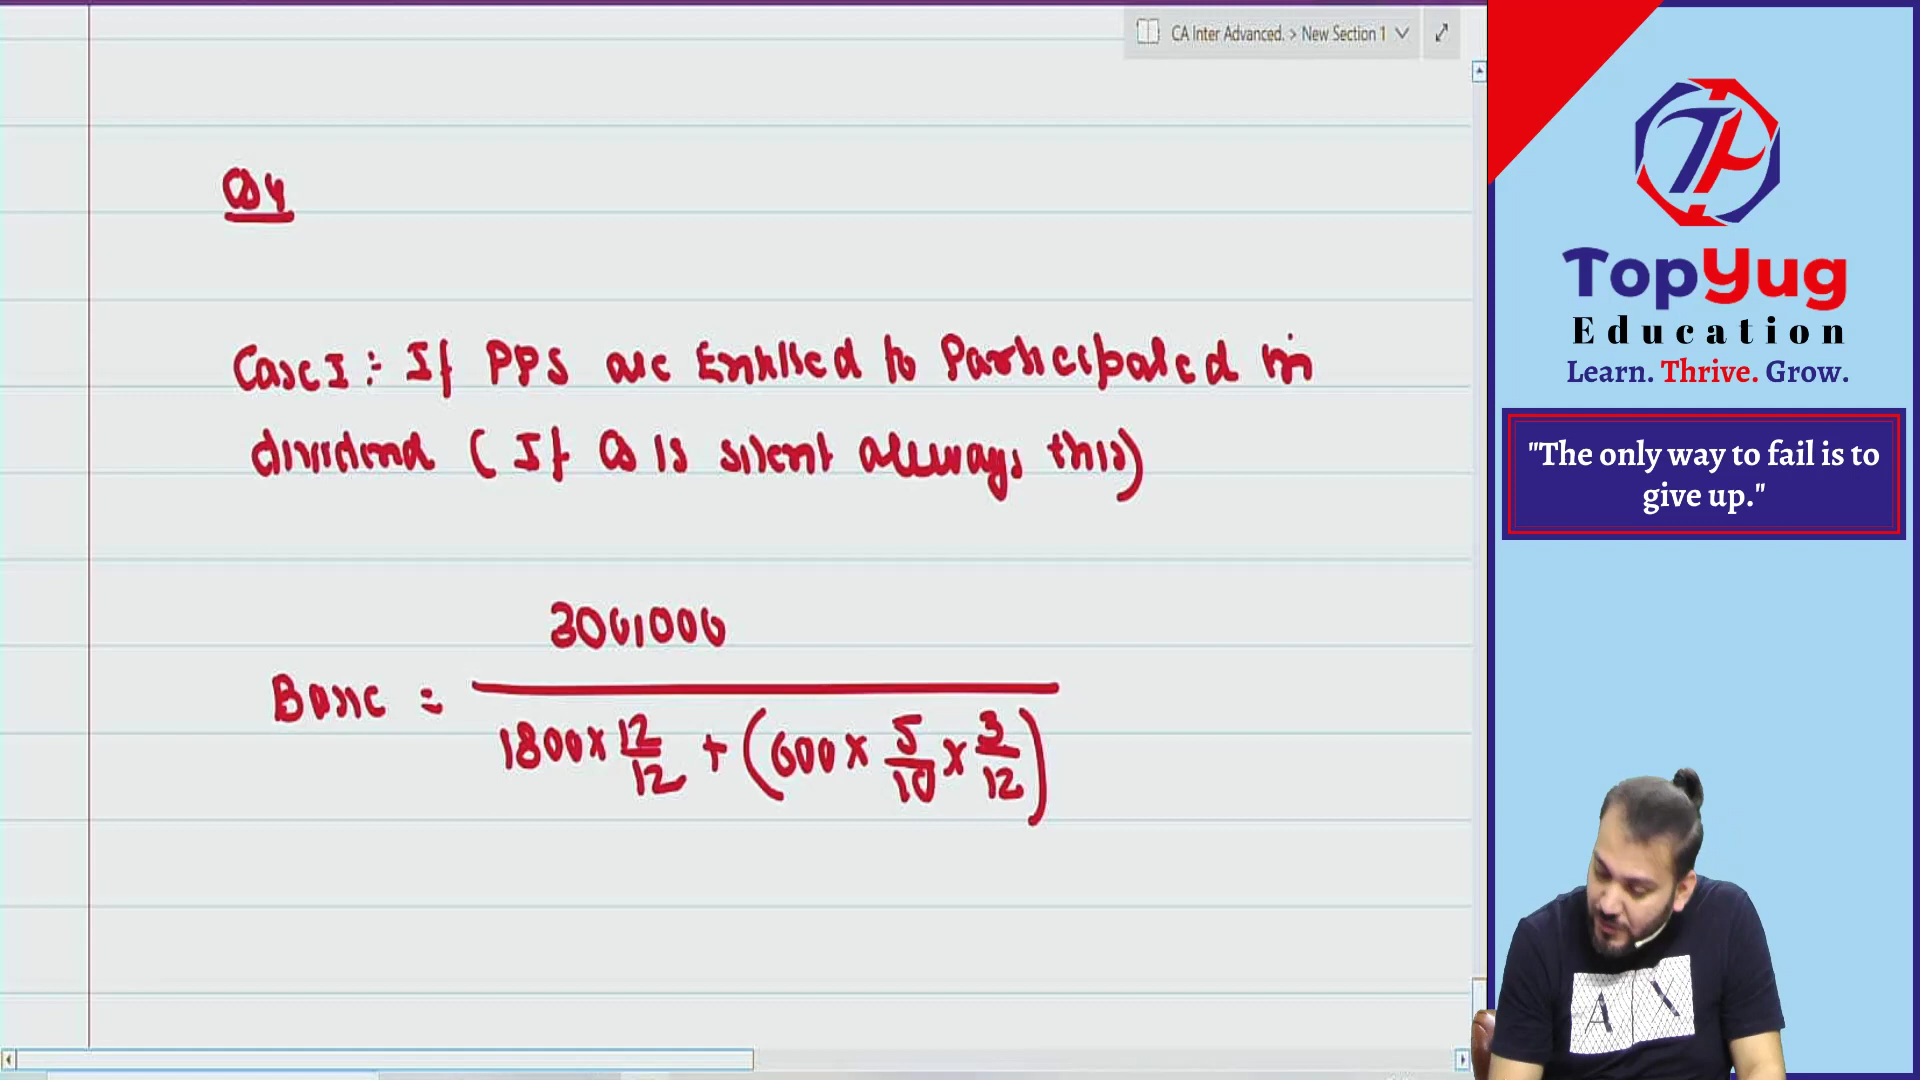 CA Inter Advanced. > New Section 1
Q4
Case I :- If PPS are Entitled to Participated in
dividend ( If Q is silent always this)
Basic =
1800 × 12/12 + (600 × 5/10 × 3/12)
TopYug
Education
Learn. Thrive. Grow.
"The only way to fail is to
give up."
A X